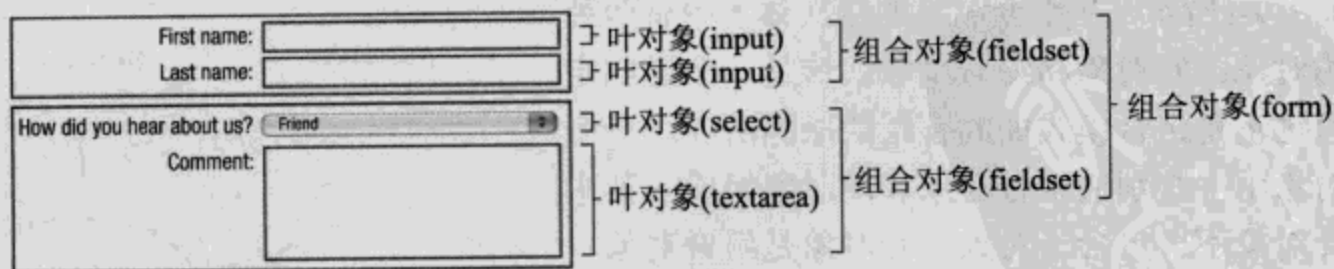 First name: 叶对象(input) 组合对象(fieldset)
Last name: 叶对象(input)
组合对象(form)
How did you hear about us? Friend 叶对象(select)
Comment: 叶对象(textarea) 组合对象(fieldset)